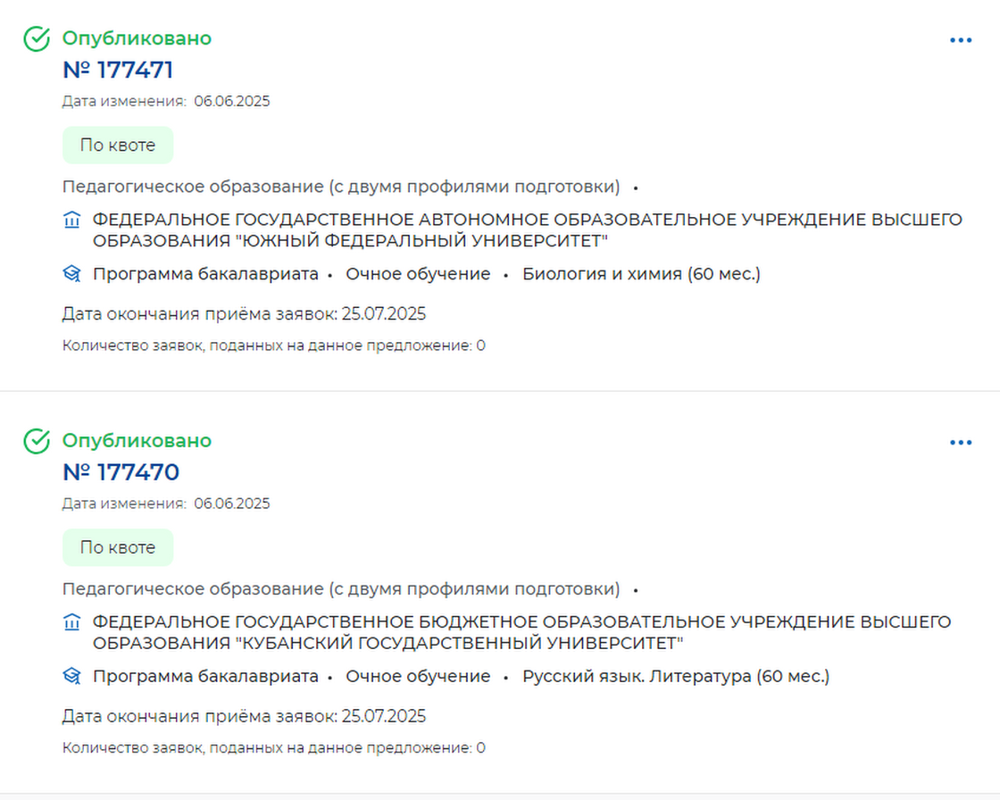 Опубликовано
№ 177471
Дата изменения: 06.06.2025
По квоте
Педагогическое образование (с двумя профилями подготовки) •
ФЕДЕРАЛЬНОЕ ГОСУДАРСТВЕННОЕ АВТОНОМНОЕ ОБРАЗОВАТЕЛЬНОЕ УЧРЕЖДЕНИЕ ВЫСШЕГО
ОБРАЗОВАНИЯ "ЮЖНЫЙ ФЕДЕРАЛЬНЫЙ УНИВЕРСИТЕТ"
Программа бакалавриата • Очное обучение • Биология и химия (60 мес.)
Дата окончания приёма заявок: 25.07.2025
Количество заявок, поданных на данное предложение: 0
Опубликовано
№ 177470
Дата изменения: 06.06.2025
По квоте
Педагогическое образование (с двумя профилями подготовки) •
ФЕДЕРАЛЬНОЕ ГОСУДАРСТВЕННОЕ БЮДЖЕТНОЕ ОБРАЗОВАТЕЛЬНОЕ УЧРЕЖДЕНИЕ ВЫСШЕГО
ОБРАЗОВАНИЯ "КУБАНСКИЙ ГОСУДАРСТВЕННЫЙ УНИВЕРСИТЕТ"
Программа бакалавриата • Очное обучение • Русский язык. Литература (60 мес.)
Дата окончания приёма заявок: 25.07.2025
Количество заявок, поданных на данное предложение: 0